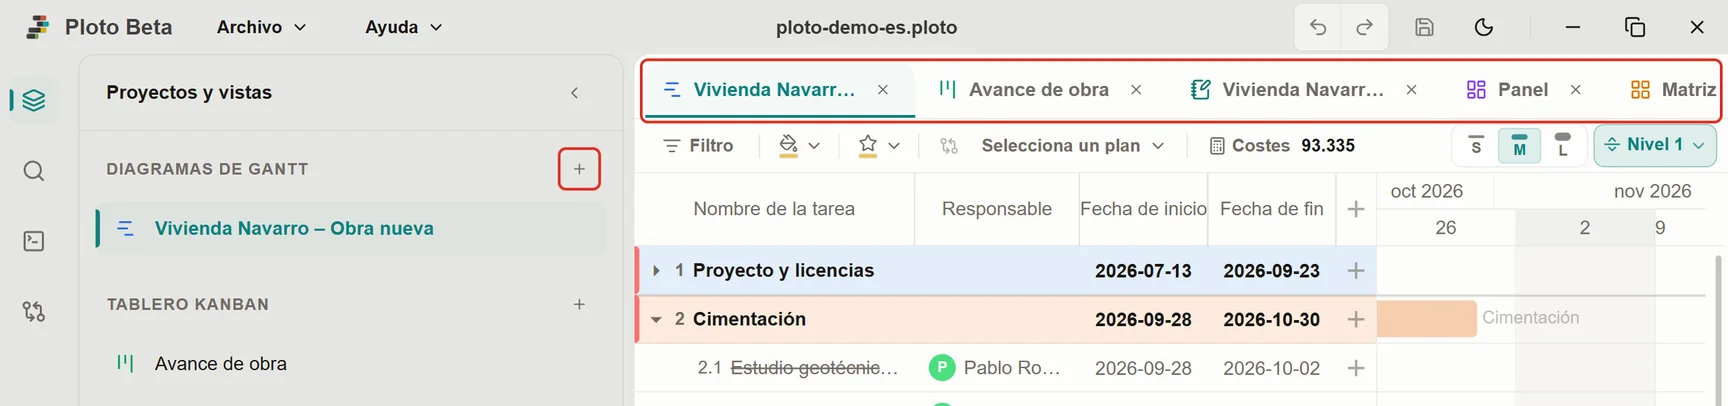 Ploto Beta Archivo Ayuda ploto-demo-es.ploto
Proyectos y vistas
DIAGRAMAS DE GANTT
Vivienda Navarro – Obra nueva
TABLERO KANBAN
Avance de obra
Vivienda Navarr... Avance de obra Vivienda Navarr... Panel Matriz
Filtro Selecciona un plan Costes 93.335 S M L Nivel 1
Nombre de la tarea Responsable Fecha de inicio Fecha de fin oct 2026 nov 2026
26 2 9
1 Proyecto y licencias 2026-07-13 2026-09-23
2 Cimentación 2026-09-28 2026-10-30 Cimentación
2.1 Estudio geotécnic... P Pablo Ro... 2026-09-28 2026-10-02